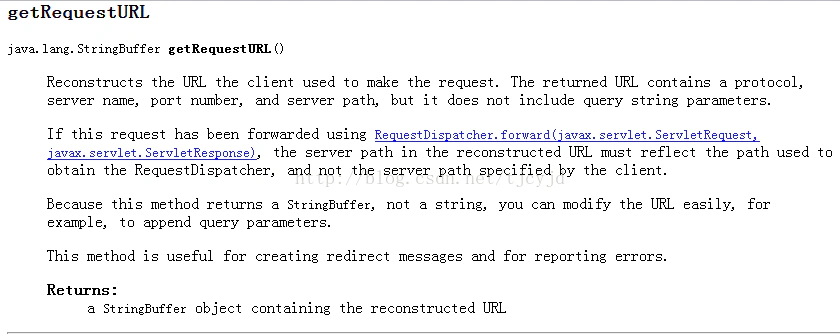 getRequestURL
java.lang.StringBuffer getRequestURL()
Reconstructs the URL the client used to make the request. The returned URL contains a protocol,
server name, port number, and server path, but it does not include query string parameters.
If this request has been forwarded using RequestDispatcher.forward(javax.servlet.ServletRequest,
javax.servlet.ServletResponse), the server path in the reconstructed URL must reflect the path used to
obtain the RequestDispatcher, and not the server path specified by the client.
http://blog.csdn.net/tjcyjd
Because this method returns a StringBuffer, not a string, you can modify the URL easily, for
example, to append query parameters.
This method is useful for creating redirect messages and for reporting errors.
Returns:
a StringBuffer object containing the reconstructed URL